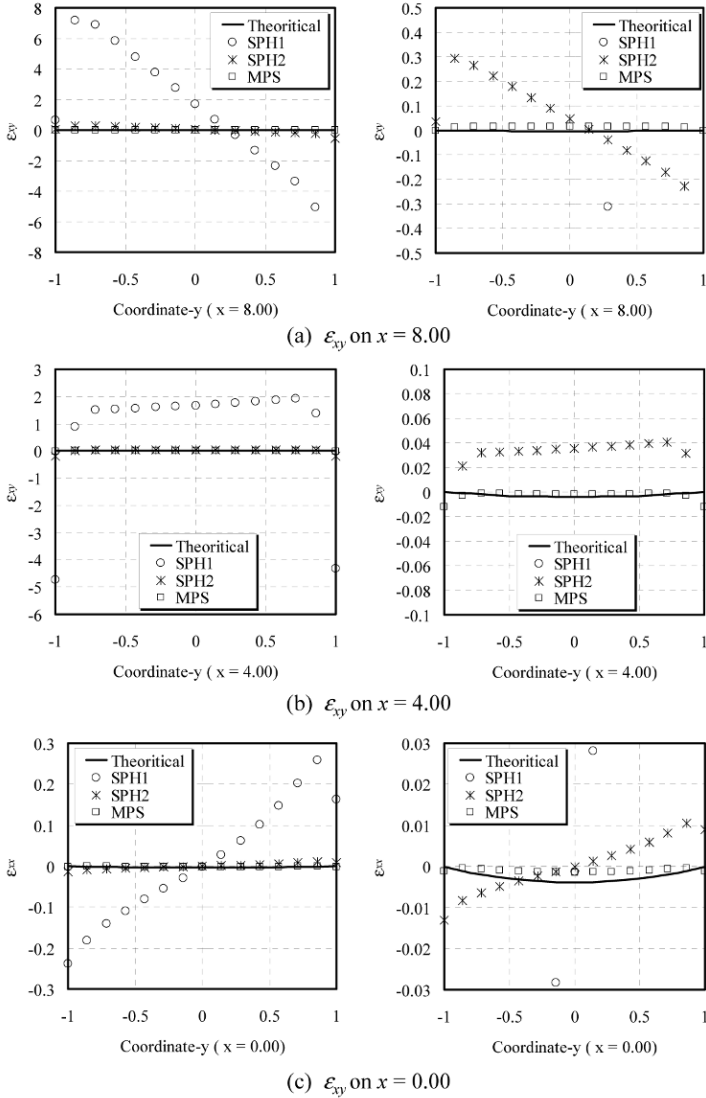 8
6
4
2
0
-2
-4
-6
-8
εxy
-1 -0.5 0 0.5 1
Coordinate-y ( x = 8.00)
Theoritical
SPH1
SPH2
MPS
0.5
0.4
0.3
0.2
0.1
0
-0.1
-0.2
-0.3
-0.4
-0.5
εxy
-1 -0.5 0 0.5 1
Coordinate-y ( x = 8.00)
Theoritical
SPH1
SPH2
MPS
(a) εxy on x = 8.00
3
2
1
0
-1
-2
-3
-4
-5
-6
εxy
-1 -0.5 0 0.5 1
Coordinate-y ( x = 4.00)
Theoritical
SPH1
SPH2
MPS
0.1
0.08
0.06
0.04
0.02
0
-0.02
-0.04
-0.06
-0.08
-0.1
εxy
-1 -0.5 0 0.5 1
Coordinate-y ( x = 4.00)
Theoritical
SPH1
SPH2
MPS
(b) εxy on x = 4.00
0.3
0.2
0.1
0
-0.1
-0.2
-0.3
εxx
-1 -0.5 0 0.5 1
Coordinate-y ( x = 0.00)
Theoritical
SPH1
SPH2
MPS
0.03
0.02
0.01
0
-0.01
-0.02
-0.03
εxx
-1 -0.5 0 0.5 1
Coordinate-y ( x = 0.00)
Theoritical
SPH1
SPH2
MPS
(c) εxy on x = 0.00